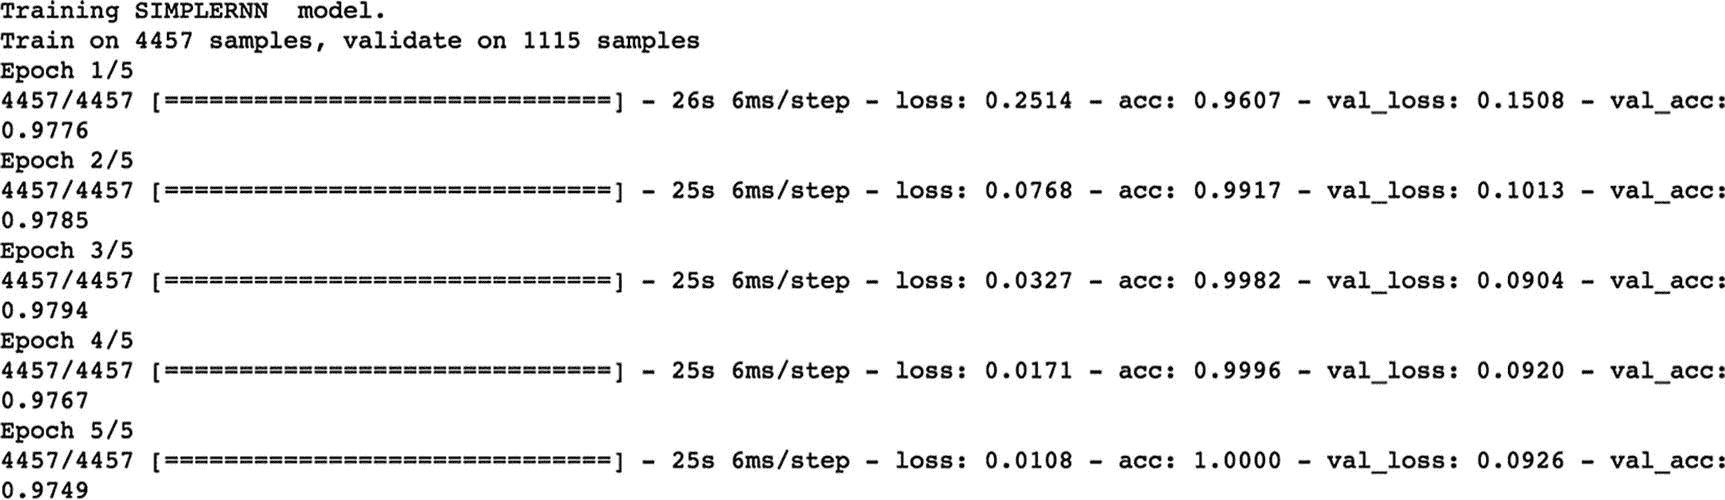 Training SIMPLERNN  model.
Train on 4457 samples, validate on 1115 samples
Epoch 1/5
4457/4457 [==============================] - 26s 6ms/step - loss: 0.2514 - acc: 0.9607 - val_loss: 0.1508 - val_acc:
0.9776
Epoch 2/5
4457/4457 [==============================] - 25s 6ms/step - loss: 0.0768 - acc: 0.9917 - val_loss: 0.1013 - val_acc:
0.9785
Epoch 3/5
4457/4457 [==============================] - 25s 6ms/step - loss: 0.0327 - acc: 0.9982 - val_loss: 0.0904 - val_acc:
0.9794
Epoch 4/5
4457/4457 [==============================] - 25s 6ms/step - loss: 0.0171 - acc: 0.9996 - val_loss: 0.0920 - val_acc:
0.9767
Epoch 5/5
4457/4457 [==============================] - 25s 6ms/step - loss: 0.0108 - acc: 1.0000 - val_loss: 0.0926 - val_acc:
0.9749